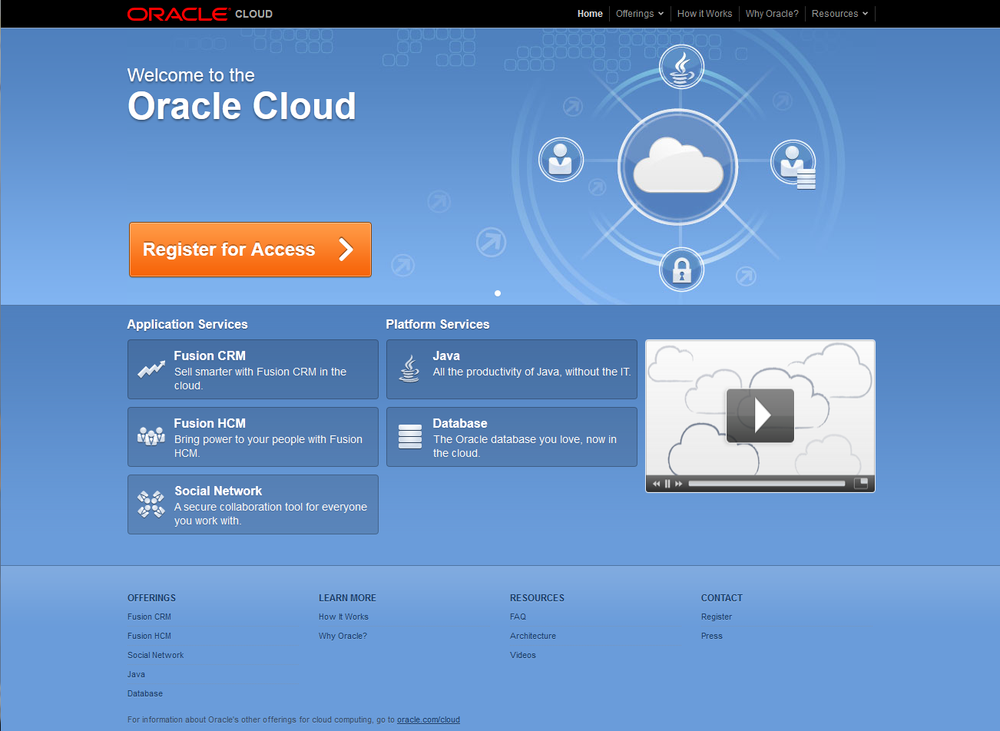 ORACLE CLOUD
Home Offerings How it Works Why Oracle? Resources
Welcome to the
Oracle Cloud
Register for Access
Application Services
Fusion CRM
Sell smarter with Fusion CRM in the
cloud.
Fusion HCM
Bring power to your people with Fusion
HCM.
Social Network
A secure collaboration tool for everyone
you work with.
Platform Services
Java
All the productivity of Java, without the IT.
Database
The Oracle database you love, now in
the cloud.
OFFERINGS
Fusion CRM
Fusion HCM
Social Network
Java
Database
LEARN MORE
How It Works
Why Oracle?
RESOURCES
FAQ
Architecture
Videos
CONTACT
Register
Press
For information about Oracle's other offerings for cloud computing, go to oracle.com/cloud